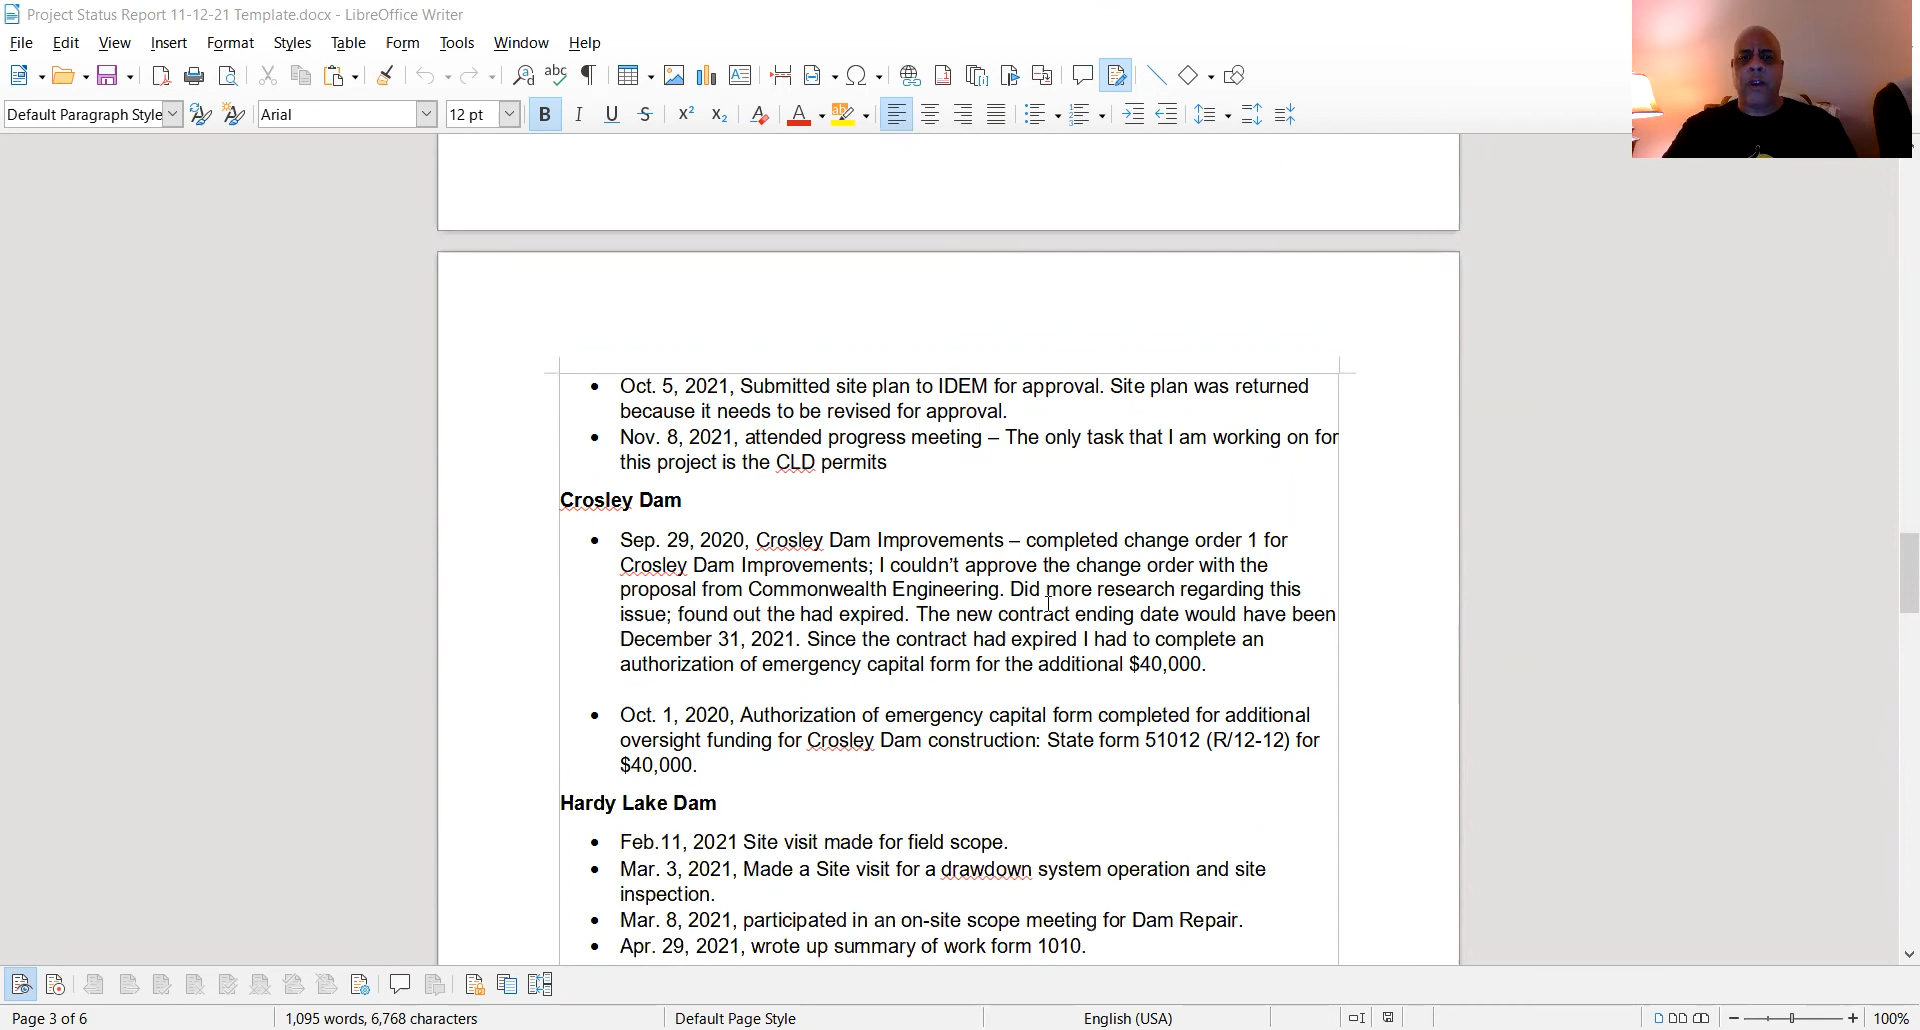 Project Status Report 11-12-21 Template.docx - LibreOffice Writer
File Edit View Insert Format Styles Table Form Tools Window Help
Default Paragraph Style Arial 12 pt
Oct. 5, 2021, Submitted site plan to IDEM for approval. Site plan was returned
because it needs to be revised for approval.
Nov. 8, 2021, attended progress meeting – The only task that I am working on for
this project is the CLD permits
Crosley Dam
Sep. 29, 2020, Crosley Dam Improvements – completed change order 1 for
Crosley Dam Improvements; I couldn’t approve the change order with the
proposal from Commonwealth Engineering. Did more research regarding this
issue; found out the had expired. The new contract ending date would have been
December 31, 2021. Since the contract had expired I had to complete an
authorization of emergency capital form for the additional $40,000.
Oct. 1, 2020, Authorization of emergency capital form completed for additional
oversight funding for Crosley Dam construction: State form 51012 (R/12-12) for
$40,000.
Hardy Lake Dam
Feb.11, 2021 Site visit made for field scope.
Mar. 3, 2021, Made a Site visit for a drawdown system operation and site
inspection.
Mar. 8, 2021, participated in an on-site scope meeting for Dam Repair.
Apr. 29, 2021, wrote up summary of work form 1010.
Page 3 of 6 1,095 words, 6,768 characters Default Page Style English (USA) 100%